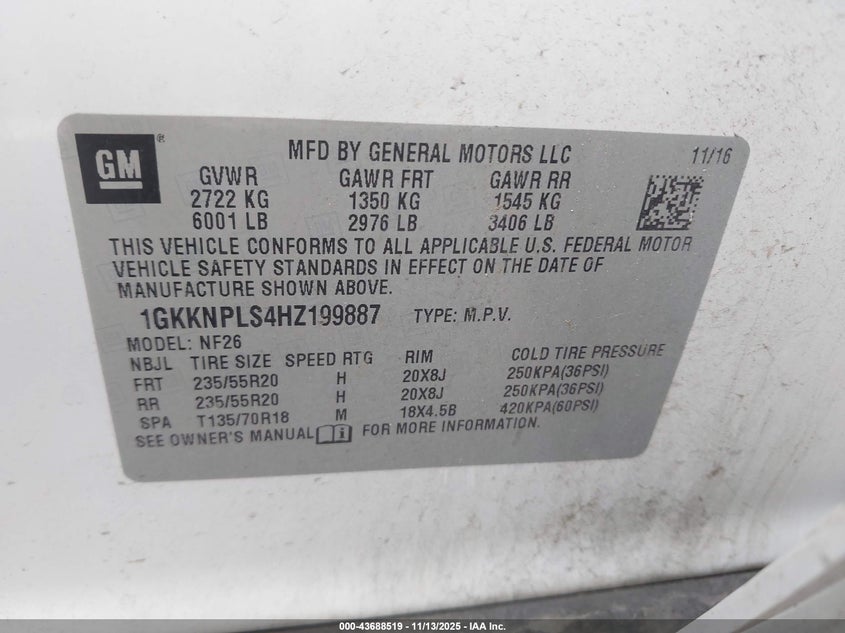 GM ®
MFD BY GENERAL MOTORS LLC 11/16
GVWR GAWR FRT GAWR RR
2722 KG 1350 KG 1545 KG
6001 LB 2976 LB 3406 LB
THIS VEHICLE CONFORMS TO ALL APPLICABLE U.S. FEDERAL MOTOR
VEHICLE SAFETY STANDARDS IN EFFECT ON THE DATE OF
MANUFACTURE SHOWN ABOVE.
1GKKNPLS4HZ199887 TYPE: M.P.V.
MODEL: NF26
NBJL TIRE SIZE SPEED RTG RIM COLD TIRE PRESSURE
FRT 235/55R20 H 20X8J 250KPA(36PSI)
RR 235/55R20 H 20X8J 250KPA(36PSI)
SPA T135/70R18 M 18X4.5B 420KPA(60PSI)
SEE OWNER'S MANUAL i FOR MORE INFORMATION.
000-43688519 - 11/13/2025 - IAA Inc.